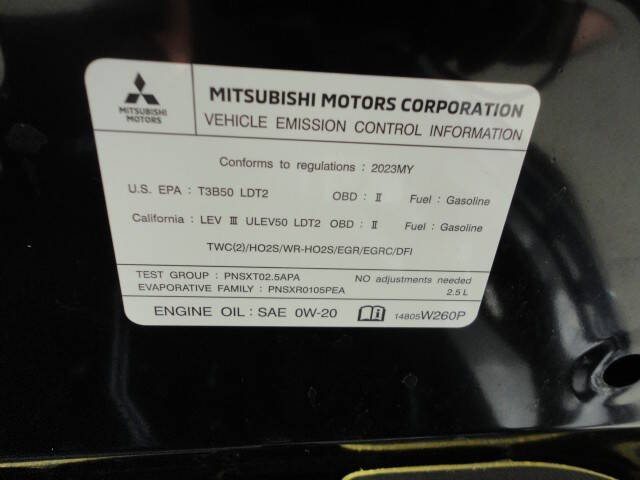 MITSUBISHI MOTORS
MITSUBISHI MOTORS CORPORATION
VEHICLE EMISSION CONTROL INFORMATION
Conforms to regulations : 2023MY
U.S. EPA : T3B50 LDT2 OBD : II Fuel : Gasoline
California : LEV III ULEV50 LDT2 OBD : II Fuel : Gasoline
TWC(2)/HO2S/WR-HO2S/EGR/EGRC/DFI
TEST GROUP : PNSXT02.5APA NO adjustments needed
EVAPORATIVE FAMILY : PNSXR0105PEA 2.5 L
ENGINE OIL : SAE 0W-20 14805W260P